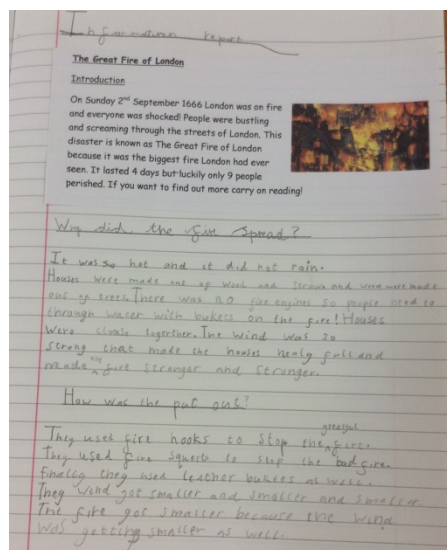 Information report
The Great Fire of London
Introduction
On Sunday 2nd September 1666 London was on fire
and everyone was shocked! People were bustling
and screaming through the streets of London. This
disaster is known as The Great Fire of London
because it was the biggest fire London had ever
seen. It lasted 4 days but luckily only 9 people
perished. If you want to find out more carry on reading!
Why did the fire Spread?
It was so hot and it did not rain.
Houses were made out of wood and straw and were made
out of trees. There was no fire engines so people need to
through water with bukets on the fire! Houses
were closle together. The wind was so
strong that made the houses nealy fall and
made the fire stronger and stronger.
How was the put out?
They used fire hooks to stop the greatful fire.
They used fire squerts to stop the bad fire.
Finally they used leather bukets as well.
They wind got smaller and smaller and smaller
The fire got smaller because the wind
was getting smaller as well.